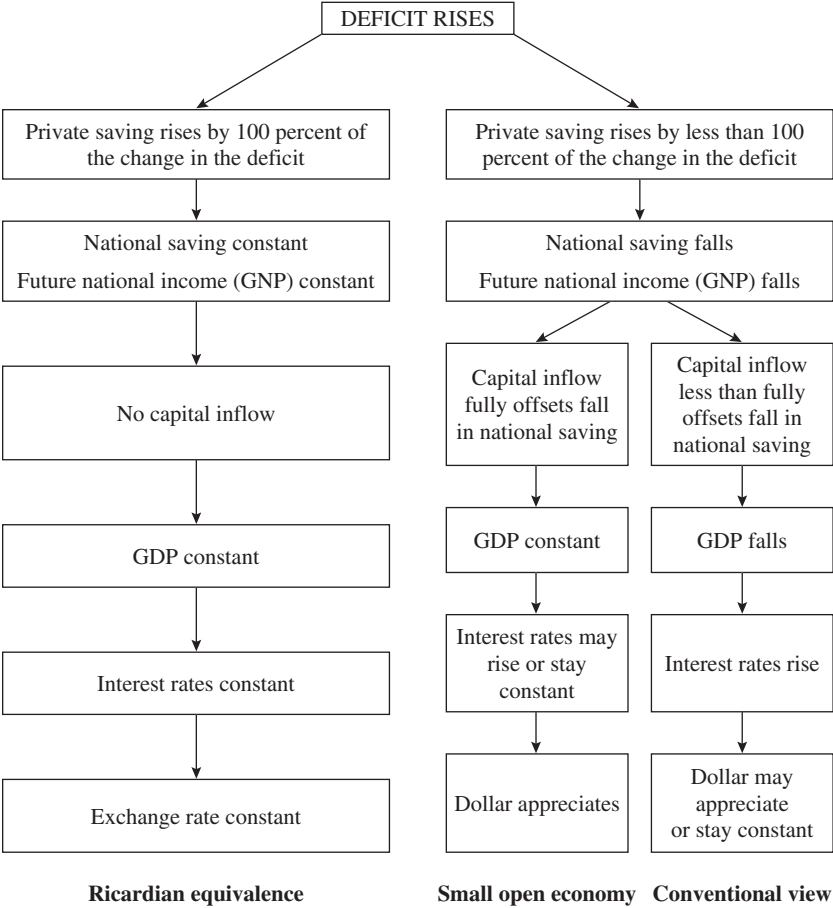 DEFICIT RISES
Private saving rises by 100 percent of
the change in the deficit
National saving constant
Future national income (GNP) constant
No capital inflow
GDP constant
Interest rates constant
Exchange rate constant
Ricardian equivalence
Private saving rises by less than 100
percent of the change in the deficit
National saving falls
Future national income (GNP) falls
Capital inflow
fully offsets fall
in national saving
GDP constant
Interest rates may
rise or stay
constant
Dollar appreciates
Small open economy
Capital inflow
less than fully
offsets fall in
national saving
GDP falls
Interest rates rise
Dollar may
appreciate
or stay constant
Conventional view